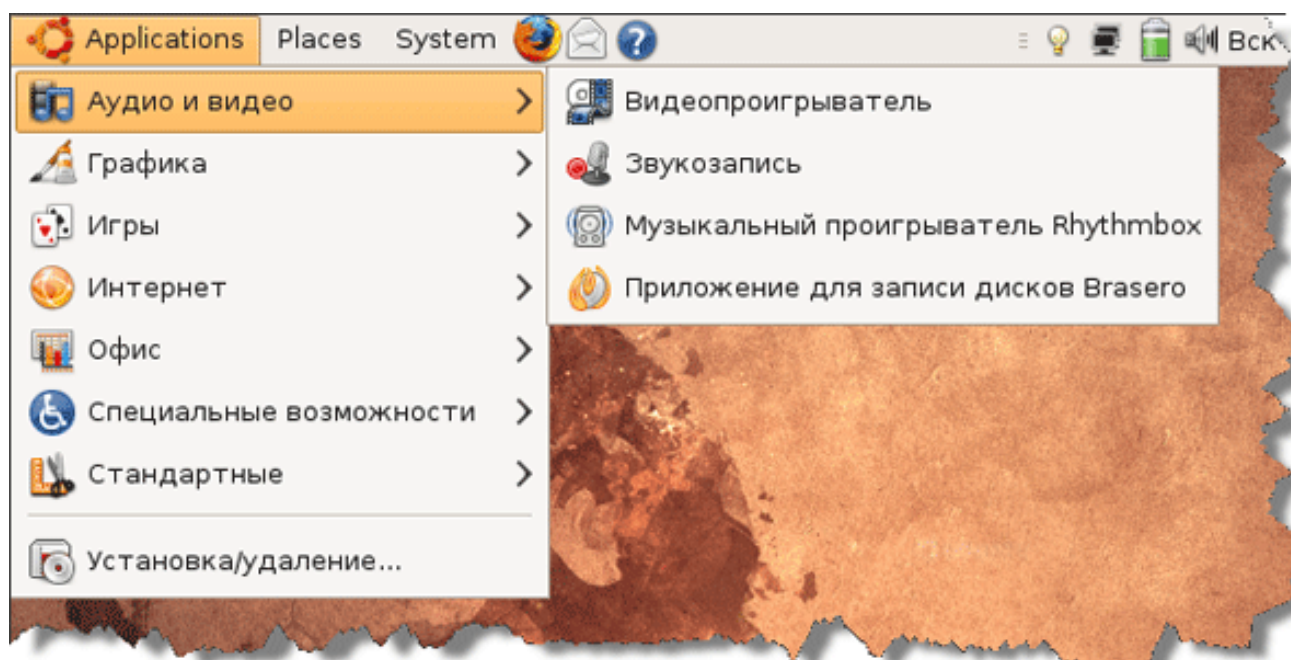 Applications Places System Вск
Аудио и видео
Графика
Игры
Интернет
Офис
Специальные возможности
Стандартные
Установка/удаление...
Видеопроигрыватель
Звукозапись
Музыкальный проигрыватель Rhythmbox
Приложение для записи дисков Brasero